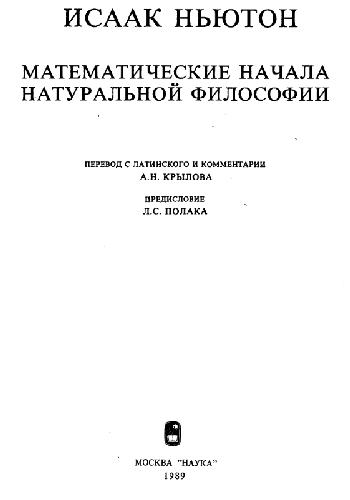 ИСААК НЬЮТОН
МАТЕМАТИЧЕСКИЕ НАЧАЛА
НАТУРАЛЬНОЙ ФИЛОСОФИИ
ПЕРЕВОД С ЛАТИНСКОГО И КОММЕНТАРИИ
А.Н. КРЫЛОВА
ПРЕДИСЛОВИЕ
Л.С. ПОЛАКА
МОСКВА "НАУКА"
1989